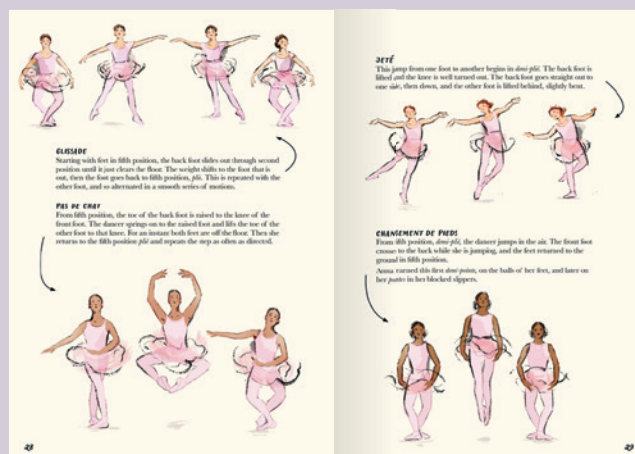 GLISSADE
Starting with feet in fifth position, the back foot slides out through second
position until it just clears the floor. The weight shifts to the foot that is
out, then the foot goes back to fifth position, plié. This is repeated with the
other foot, and so alternated in a smooth series of motions.
PAS DE CHAT
From fifth position, the toe of the back foot is raised to the knee of the
front foot. The dancer springs on to the raised foot and lifts the toe of the
other foot to that knee. For an instant both feet are off the floor. Then she
returns to the fifth position plié and repeats the step as often as directed.
28
JETÉ
This jump from one foot to another begins in demi-plié. The back foot is
lifted and the knee is well turned out. The back foot goes straight out to
one side, then down, and the other foot is lifted behind, slightly bent.
CHANGEMENT DE PIEDS
From fifth position, demi-plié, the dancer jumps in the air. The front foot
crosses to the back while she is jumping, and the feet returned to the
ground in fifth position.
Anna earned this first demi-pointe, on the balls of her feet, and later on
her pointes in her blocked slippers.
29